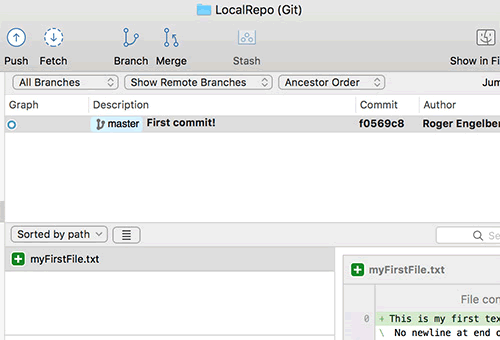 LocalRepo (Git)
Push Fetch Branch Merge Stash Show in Fi
All Branches Show Remote Branches Ancestor Order Jum
Graph Description Commit Author
master First commit! f0569c8 Roger Engelber
Sorted by path Se
myFirstFile.txt
myFirstFile.txt
File con
0 + This is my first tex
\ No newline at end o